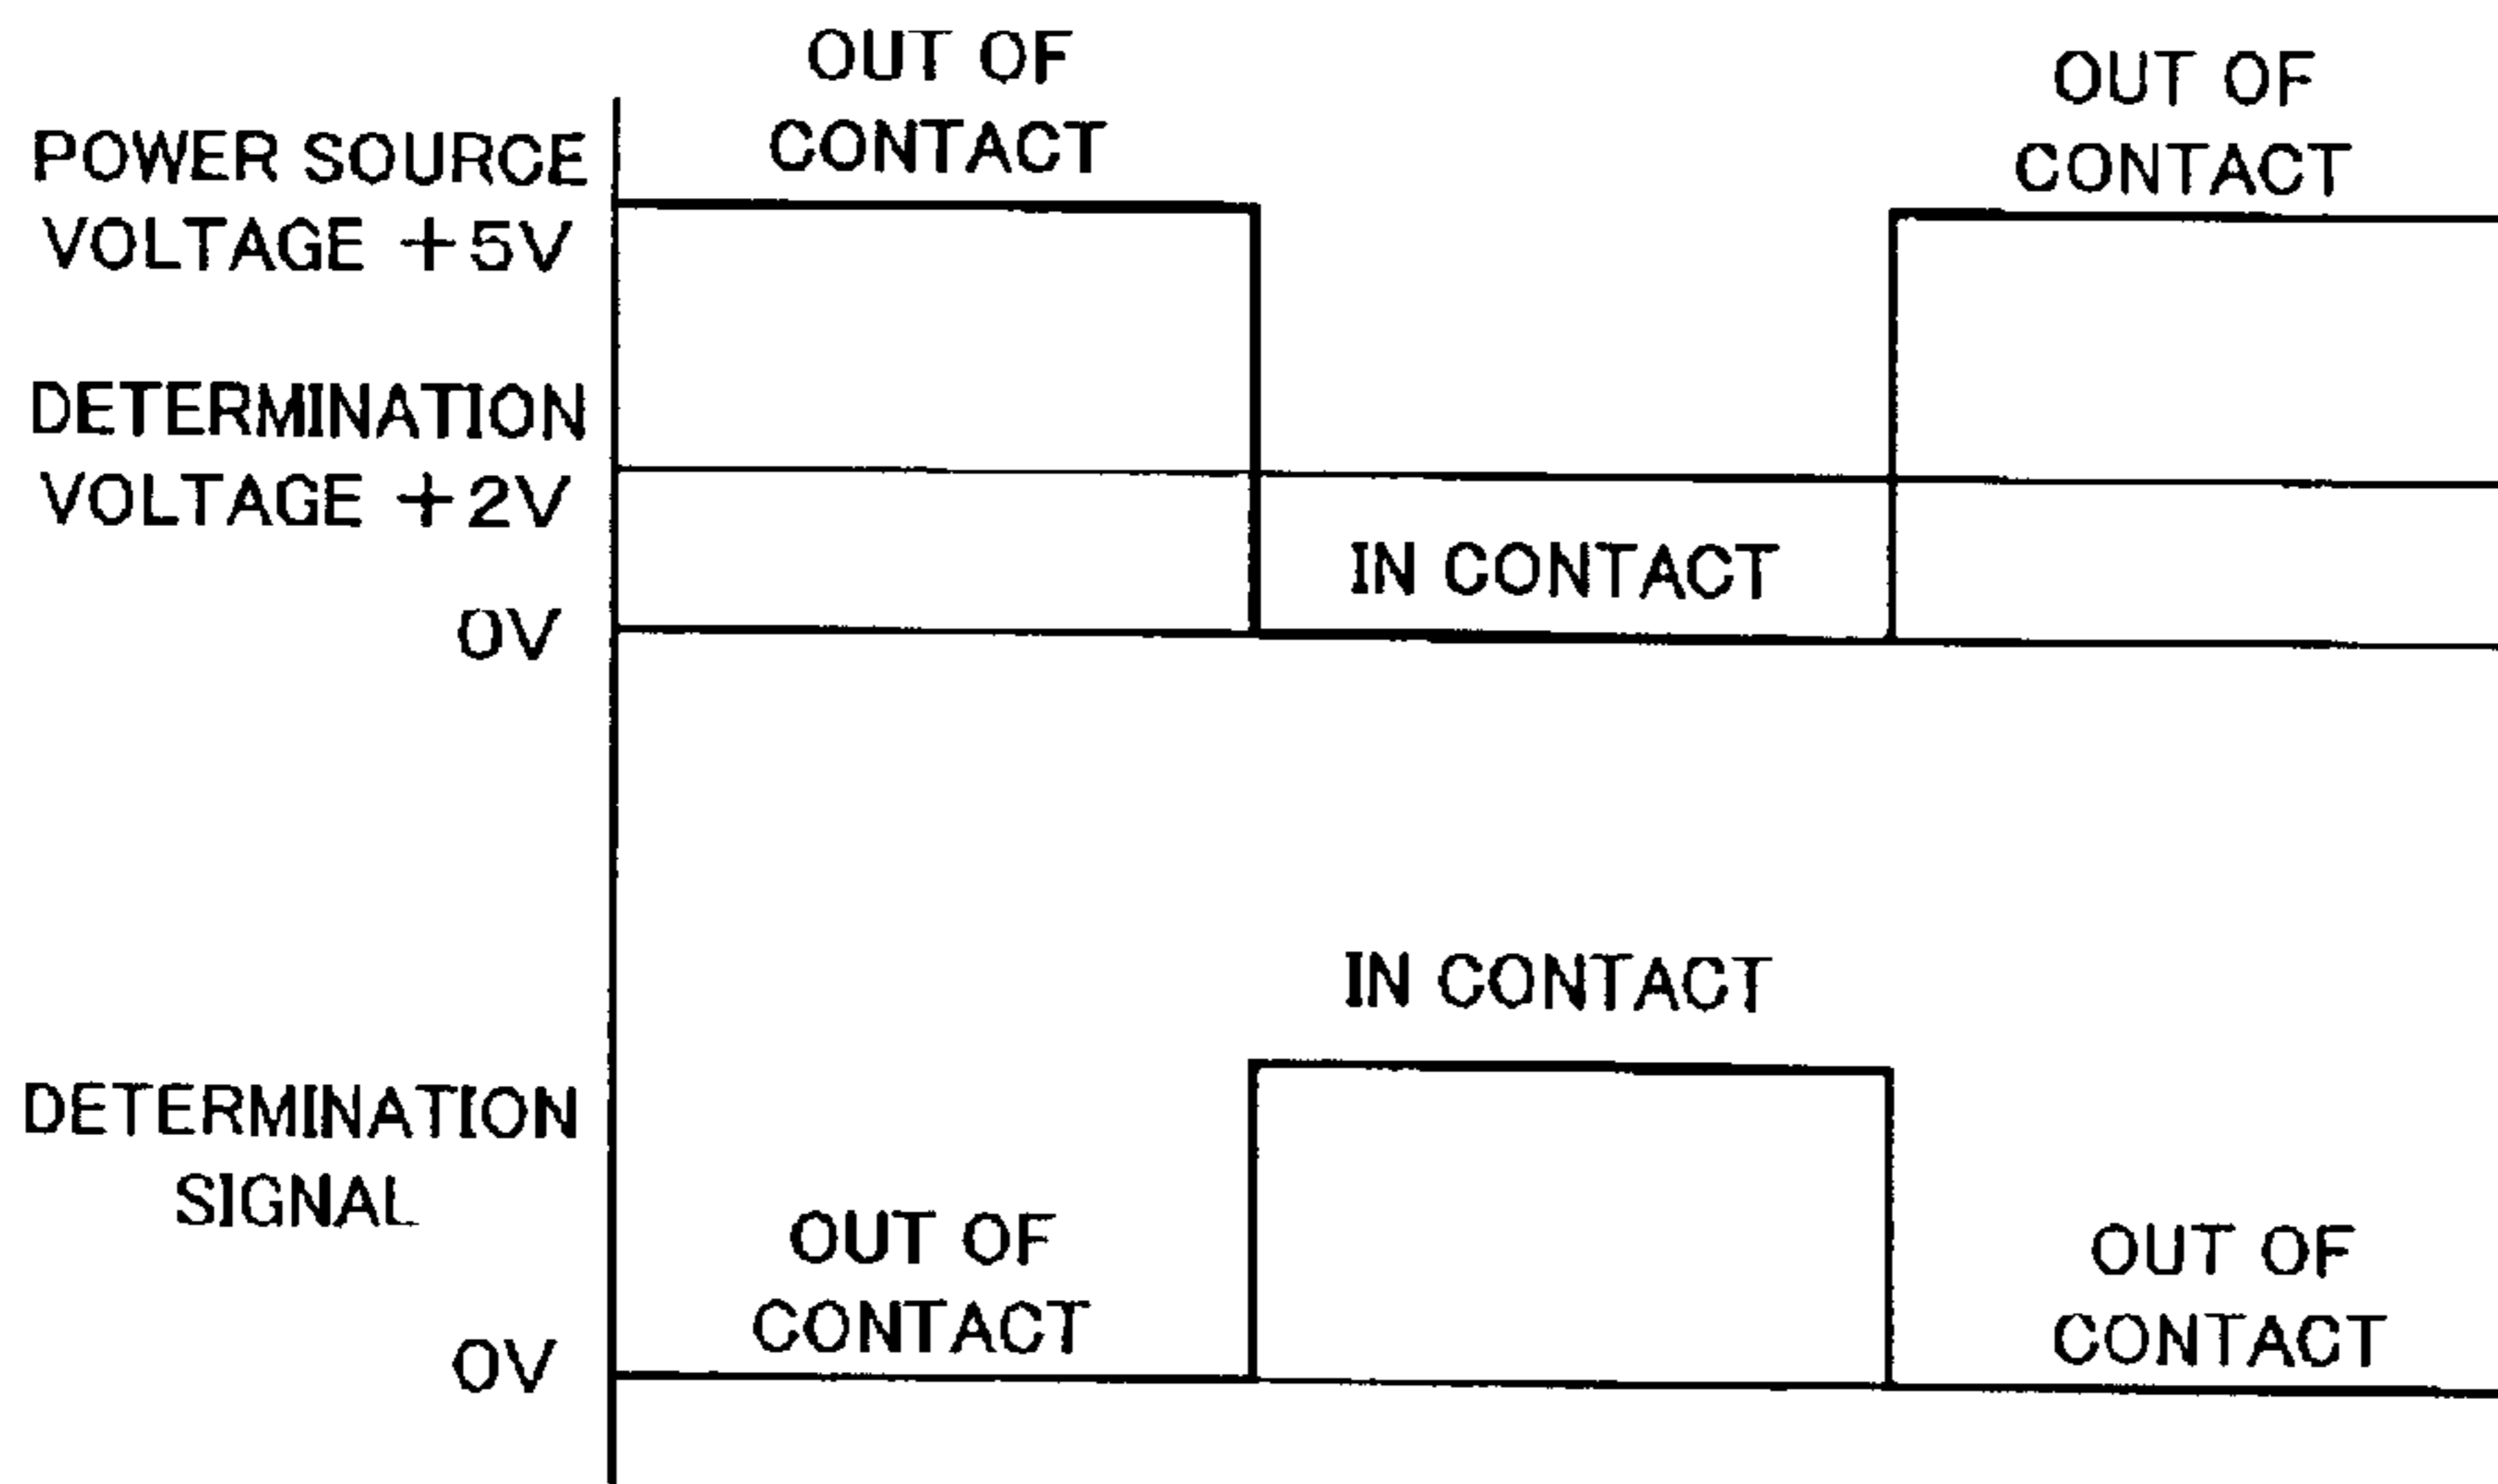 OUT OF
CONTACT
OUT OF
CONTACT
POWER SOURCE
VOLTAGE +5V
DETERMINATION
VOLTAGE +2V
IN CONTACT
0V
IN CONTACT
DETERMINATION
SIGNAL
OUT OF
CONTACT
OUT OF
CONTACT
0V